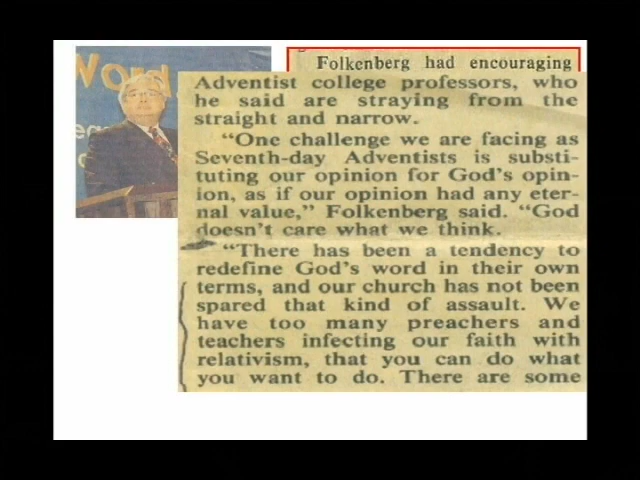 Word
Folkenberg had encouraging
Adventist college professors, who
he said are straying from the
straight and narrow.
"One challenge we are facing as
Seventh-day Adventists is substi-
tuting our opinion for God's opin-
ion, as if our opinion had any eter-
nal value," Folkenberg said. "God
doesn't care what we think.
"There has been a tendency to
redefine God's word in their own
terms, and our church has not been
spared that kind of assault. We
have too many preachers and
teachers infecting our faith with
relativism, that you can do what
you want to do. There are some